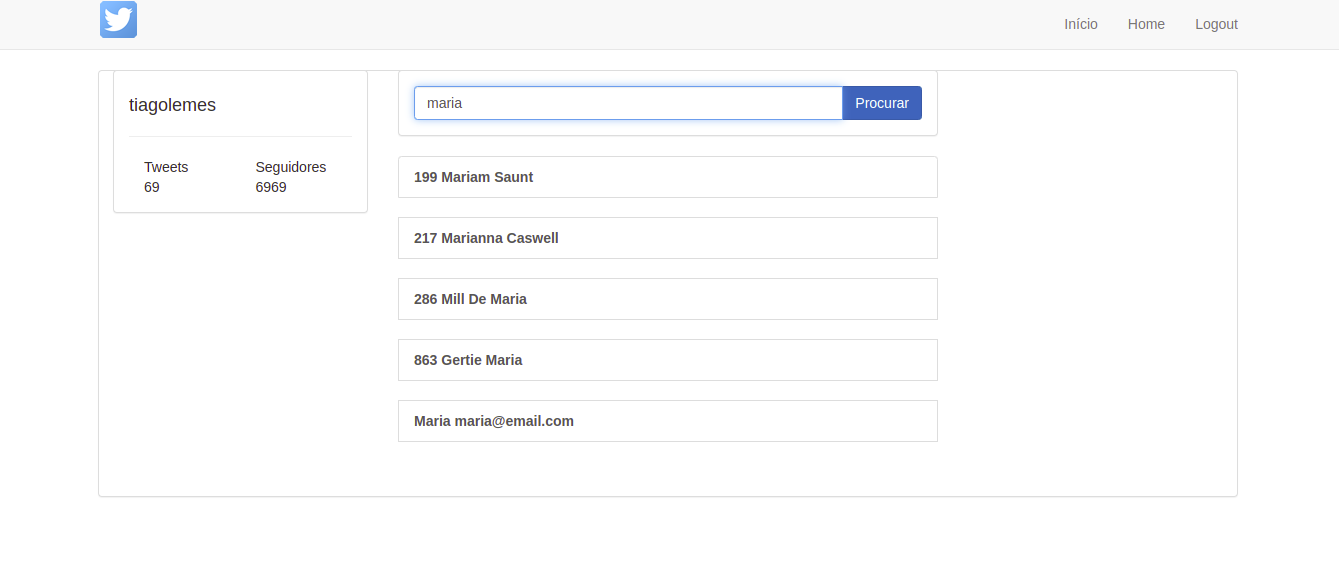 Início Home Logout
tiagolemes
Tweets Seguidores
69 6969
maria Procurar
199 Mariam Saunt
217 Marianna Caswell
286 Mill De Maria
863 Gertie Maria
Maria maria@email.com